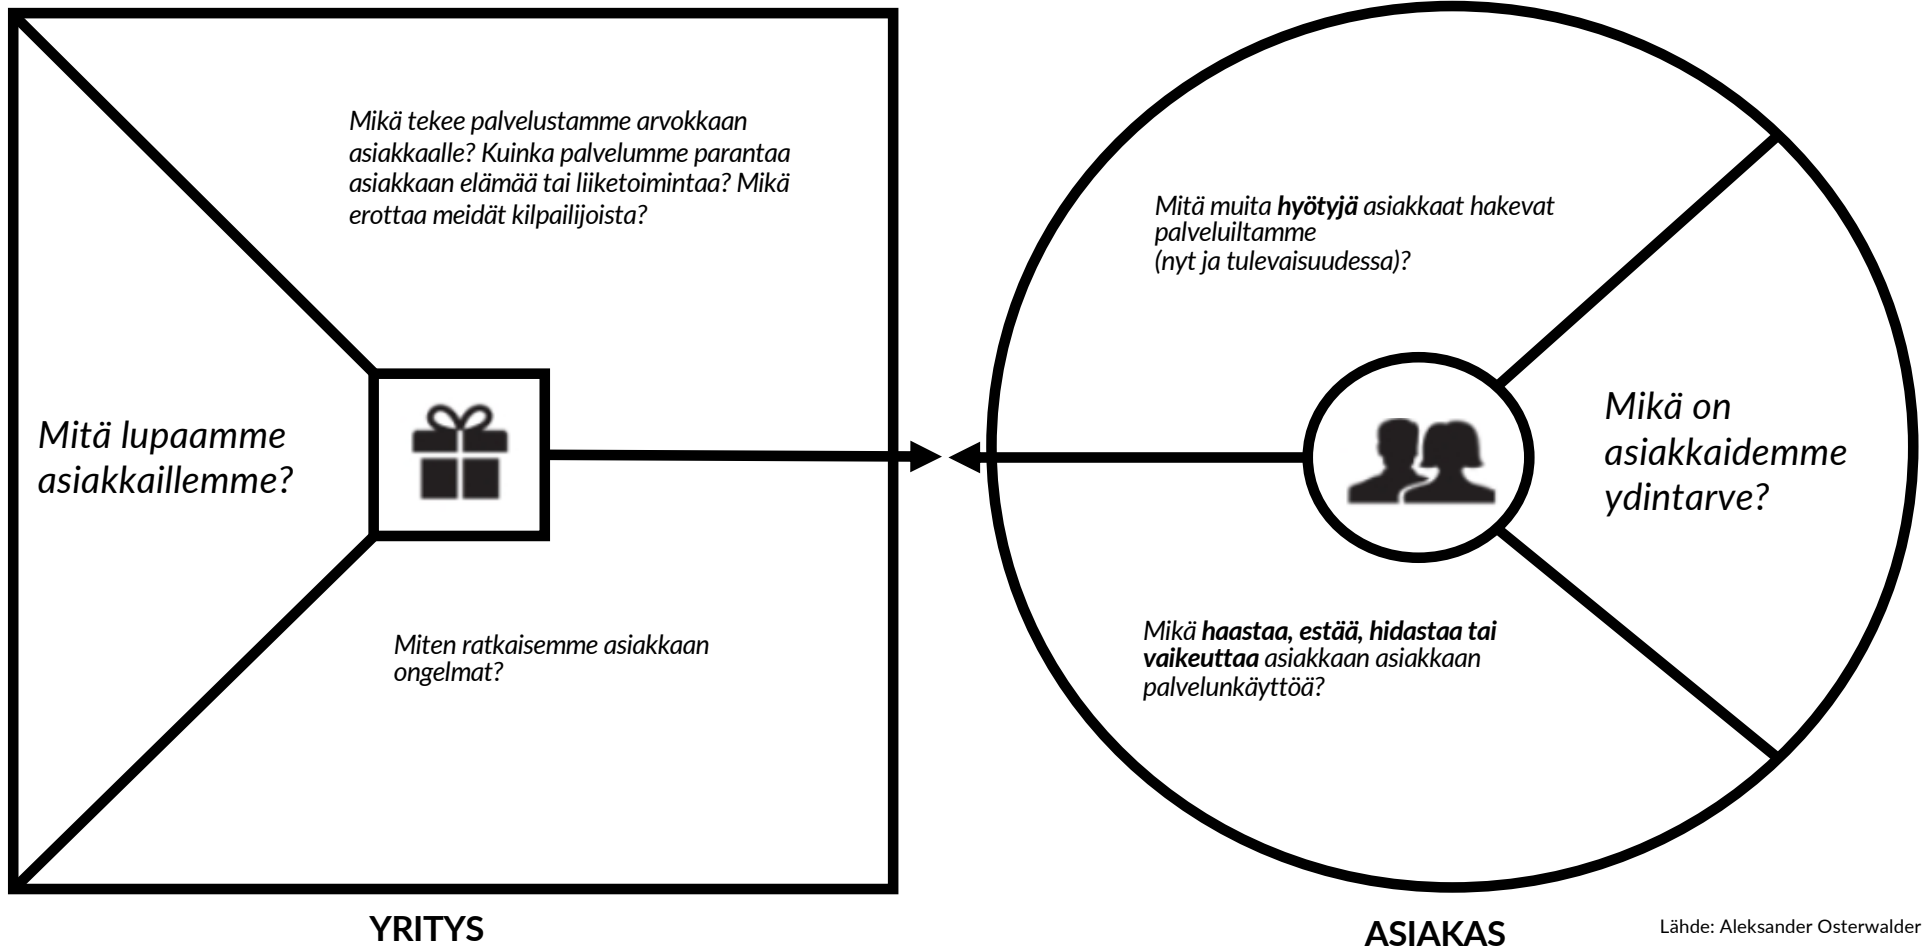 Mikä tekee palvelustamme arvokkaan
asiakkaalle? Kuinka palvelumme parantaa
asiakkaan elämää tai liiketoimintaa? Mikä
erottaa meidät kilpailijoista?
Mitä lupaamme
asiakkaillemme?
Miten ratkaisemme asiakkaan
ongelmat?
YRITYS
Mitä muita hyötyjä asiakkaat hakevat
palveluiltamme
(nyt ja tulevaisuudessa)?
Mikä on
asiakkaidemme
ydintarve?
Mikä haastaa, estää, hidastaa tai
vaikeuttaa asiakkaan asiakkaan
palvelunkäyttöä?
ASIAKAS
Lähde: Aleksander Osterwalder